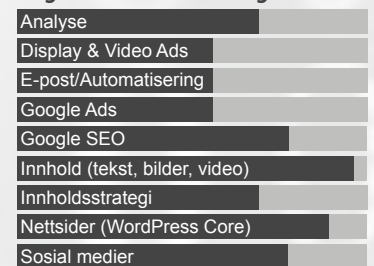 Analyse
Display & Video Ads
E-post/Automatisering
Google Ads
Google SEO
Innhold (tekst, bilder, video)
Innholdsstrategi
Nettsider (WordPress Core)
Sosial medier